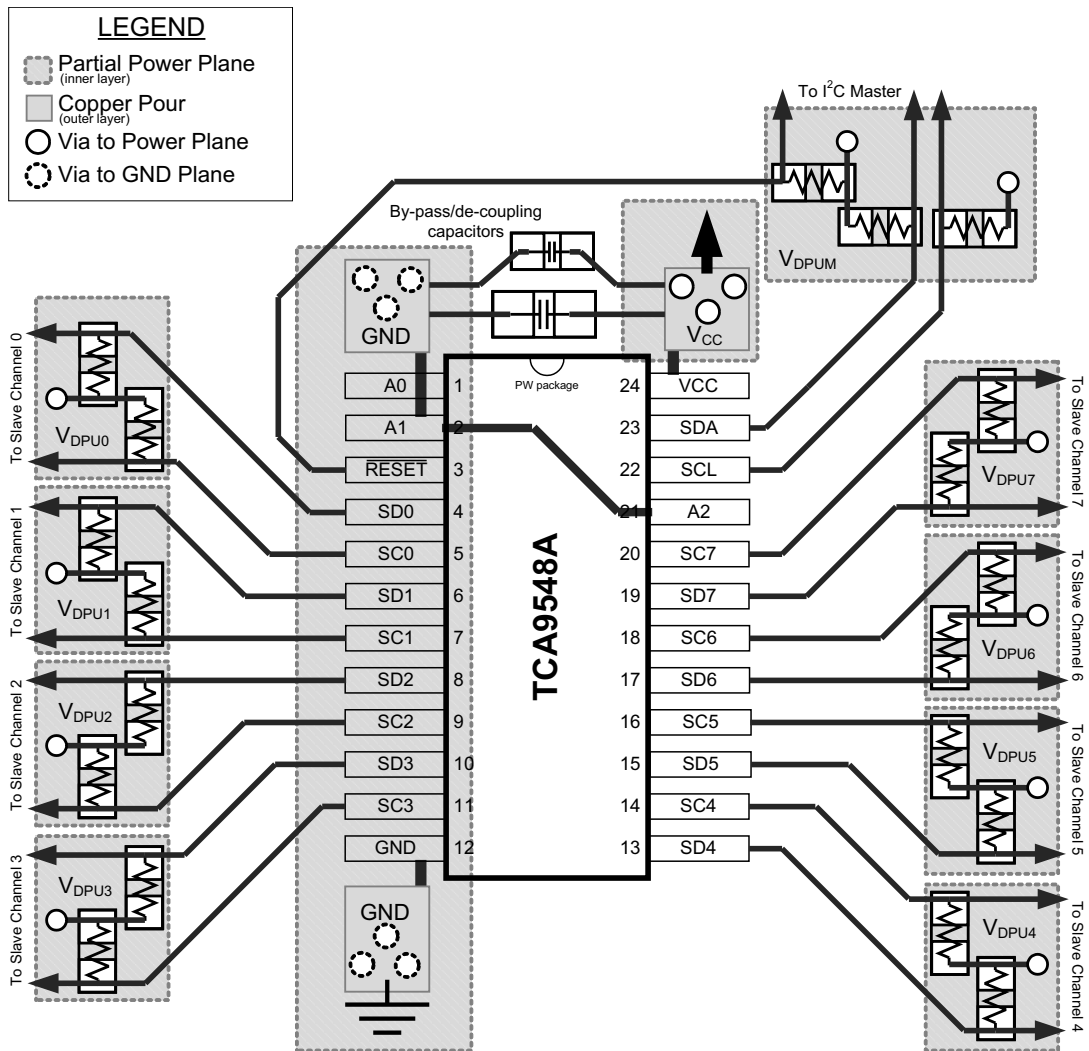 LEGEND
Partial Power Plane
(inner layer)
Copper Pour
(outer layer)
Via to Power Plane
Via to GND Plane
To I²C Master
By-pass/de-coupling
capacitors
VDPUM
GND
VCC
PW package
TCA9548A
A0 1
A1 2
RESET 3
SD0 4
SC0 5
SD1 6
SC1 7
SD2 8
SC2 9
SD3 10
SC3 11
GND 12
24 VCC
23 SDA
22 SCL
21 A2
20 SC7
19 SD7
18 SC6
17 SD6
16 SC5
15 SD5
14 SC4
13 SD4
GND
To Slave Channel 0
VDPU0
To Slave Channel 1
VDPU1
To Slave Channel 2
VDPU2
To Slave Channel 3
VDPU3
To Slave Channel 7
VDPU7
To Slave Channel 6
VDPU6
To Slave Channel 5
VDPU5
To Slave Channel 4
VDPU4